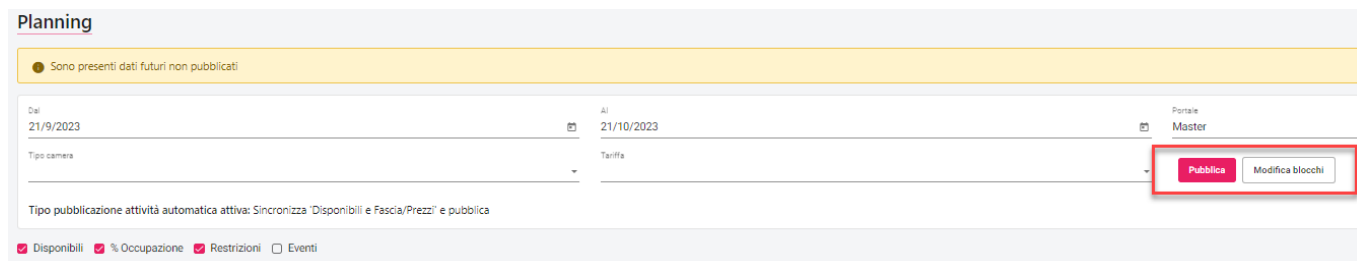 Planning
Sono presenti dati futuri non pubblicati
Dal
Al
Portale
21/9/2023
21/10/2023
Master
Tipo camera
Tariffa
Pubblica
Modifica blocchi
Tipo pubblicazione attività automatica attiva: Sincronizza 'Disponibili e Fascia/Prezzi' e pubblica
Disponibili
% Occupazione
Restrizioni
Eventi